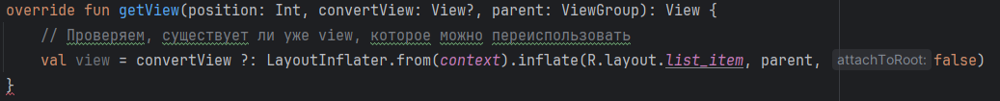 override fun getView(position: Int, convertView: View?, parent: ViewGroup): View {
// Проверяем, существует ли уже view, которое можно переиспользовать
val view = convertView ?: LayoutInflater.from(context).inflate(R.layout.list_item, parent, attachToRoot: false)
}